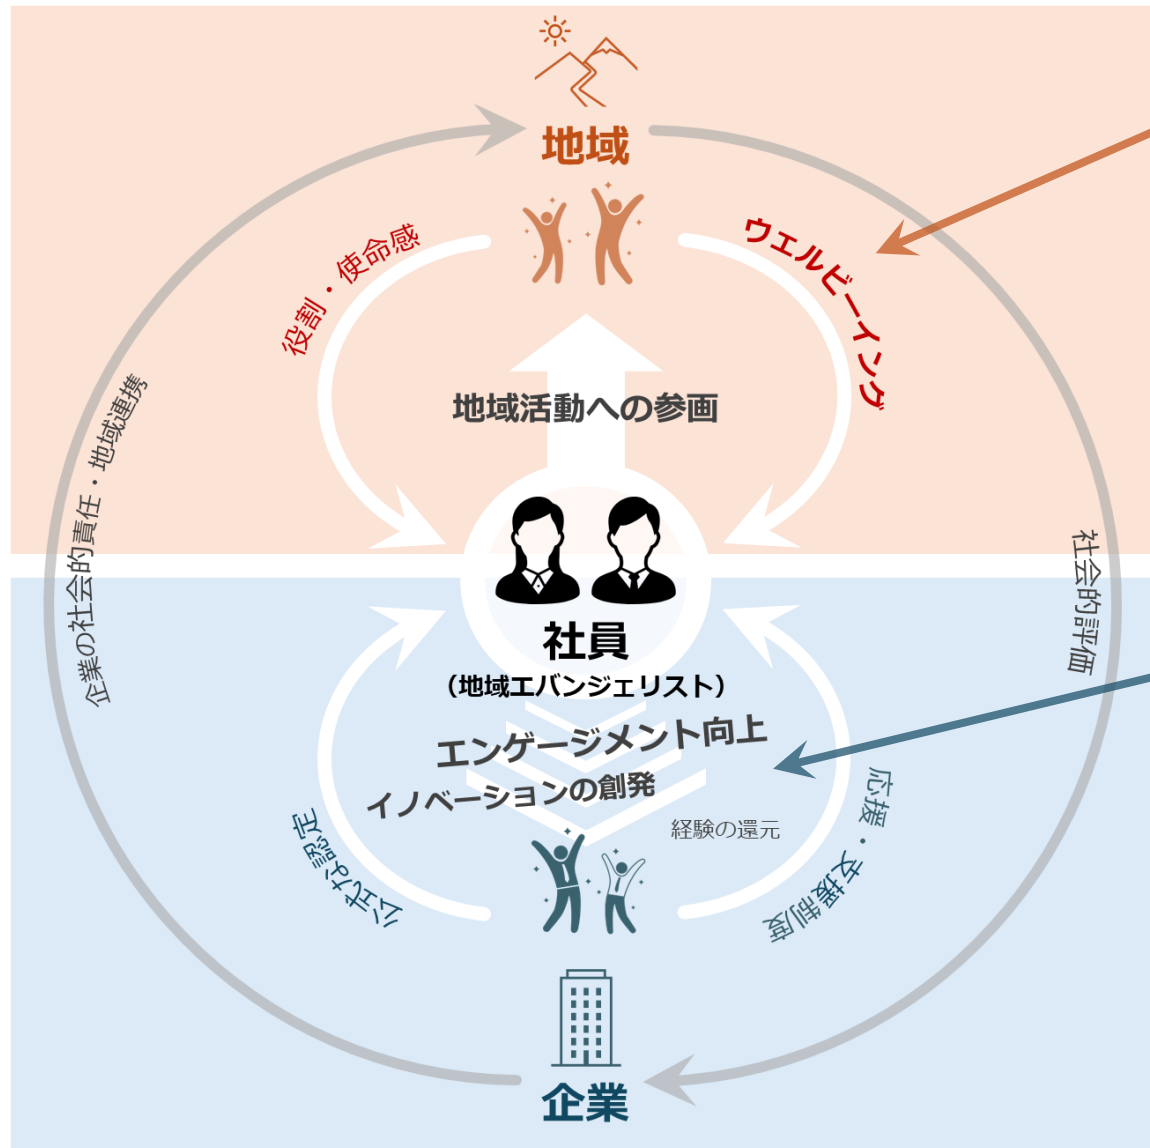 地域
役割・使命感
ウエルビーイング
地域活動への参画
企業の社会的責任・地域連携
社会的評価
社員
（地域エバンジェリスト）
エンゲージメント向上
イノベーションの創発
経験の還元
公式な認定
応援・支援制度
企業